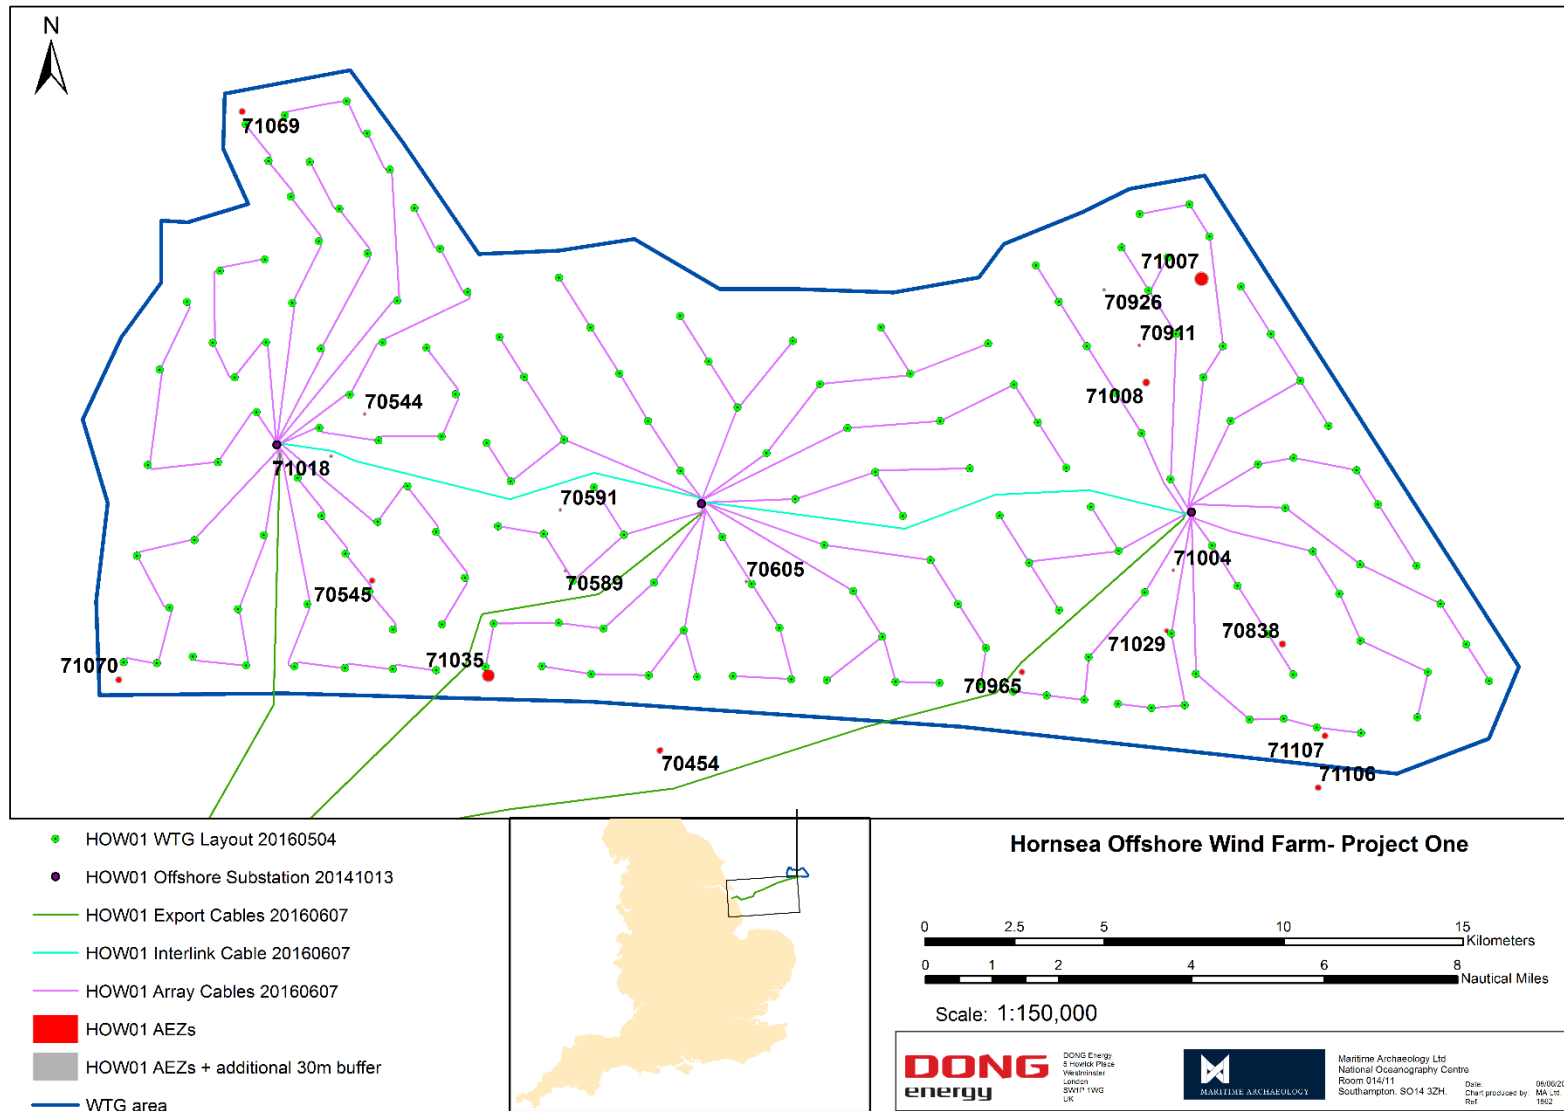 N
71069
71007
70926
70911
71008
70544
71018
70591
70589
70605
70545
71004
71029
70838
71070
71035
70965
70454
71107
71106
HOW01 WTG Layout 20160504
HOW01 Offshore Substation 20141013
HOW01 Export Cables 20160607
HOW01 Interlink Cable 20160607
HOW01 Array Cables 20160607
HOW01 AEZs
HOW01 AEZs + additional 30m buffer
WTG area
Hornsea Offshore Wind Farm- Project One
0 2.5 5 10 15
Kilometers
0 1 2 4 6 8
Nautical Miles
Scale: 1:150,000
DONG
energy
DONG Energy
5 Howick Place
Westminster
London
SW1P 1WG
UK
MARITIME ARCHAEOLOGY
Maritime Archaeology Ltd
National Oceanography Centre
Room 014/11
Southampton. SO14 3ZH.
Date:
Chart produced by: MA Ltd
Ref: 1862